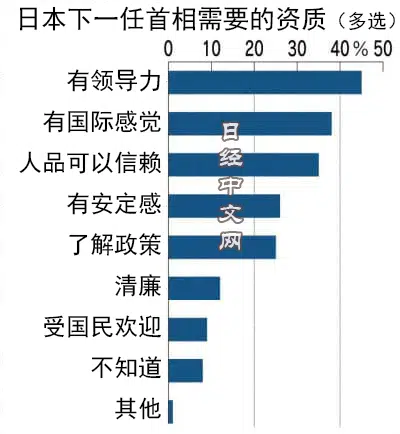 日本下一任首相需要的资质（多选）
0 10 20 30 40% 50
有领导力
有国际感觉
人品可以信赖
有安定感
了解政策
清廉
受国民欢迎
不知道
其他
日经中文网